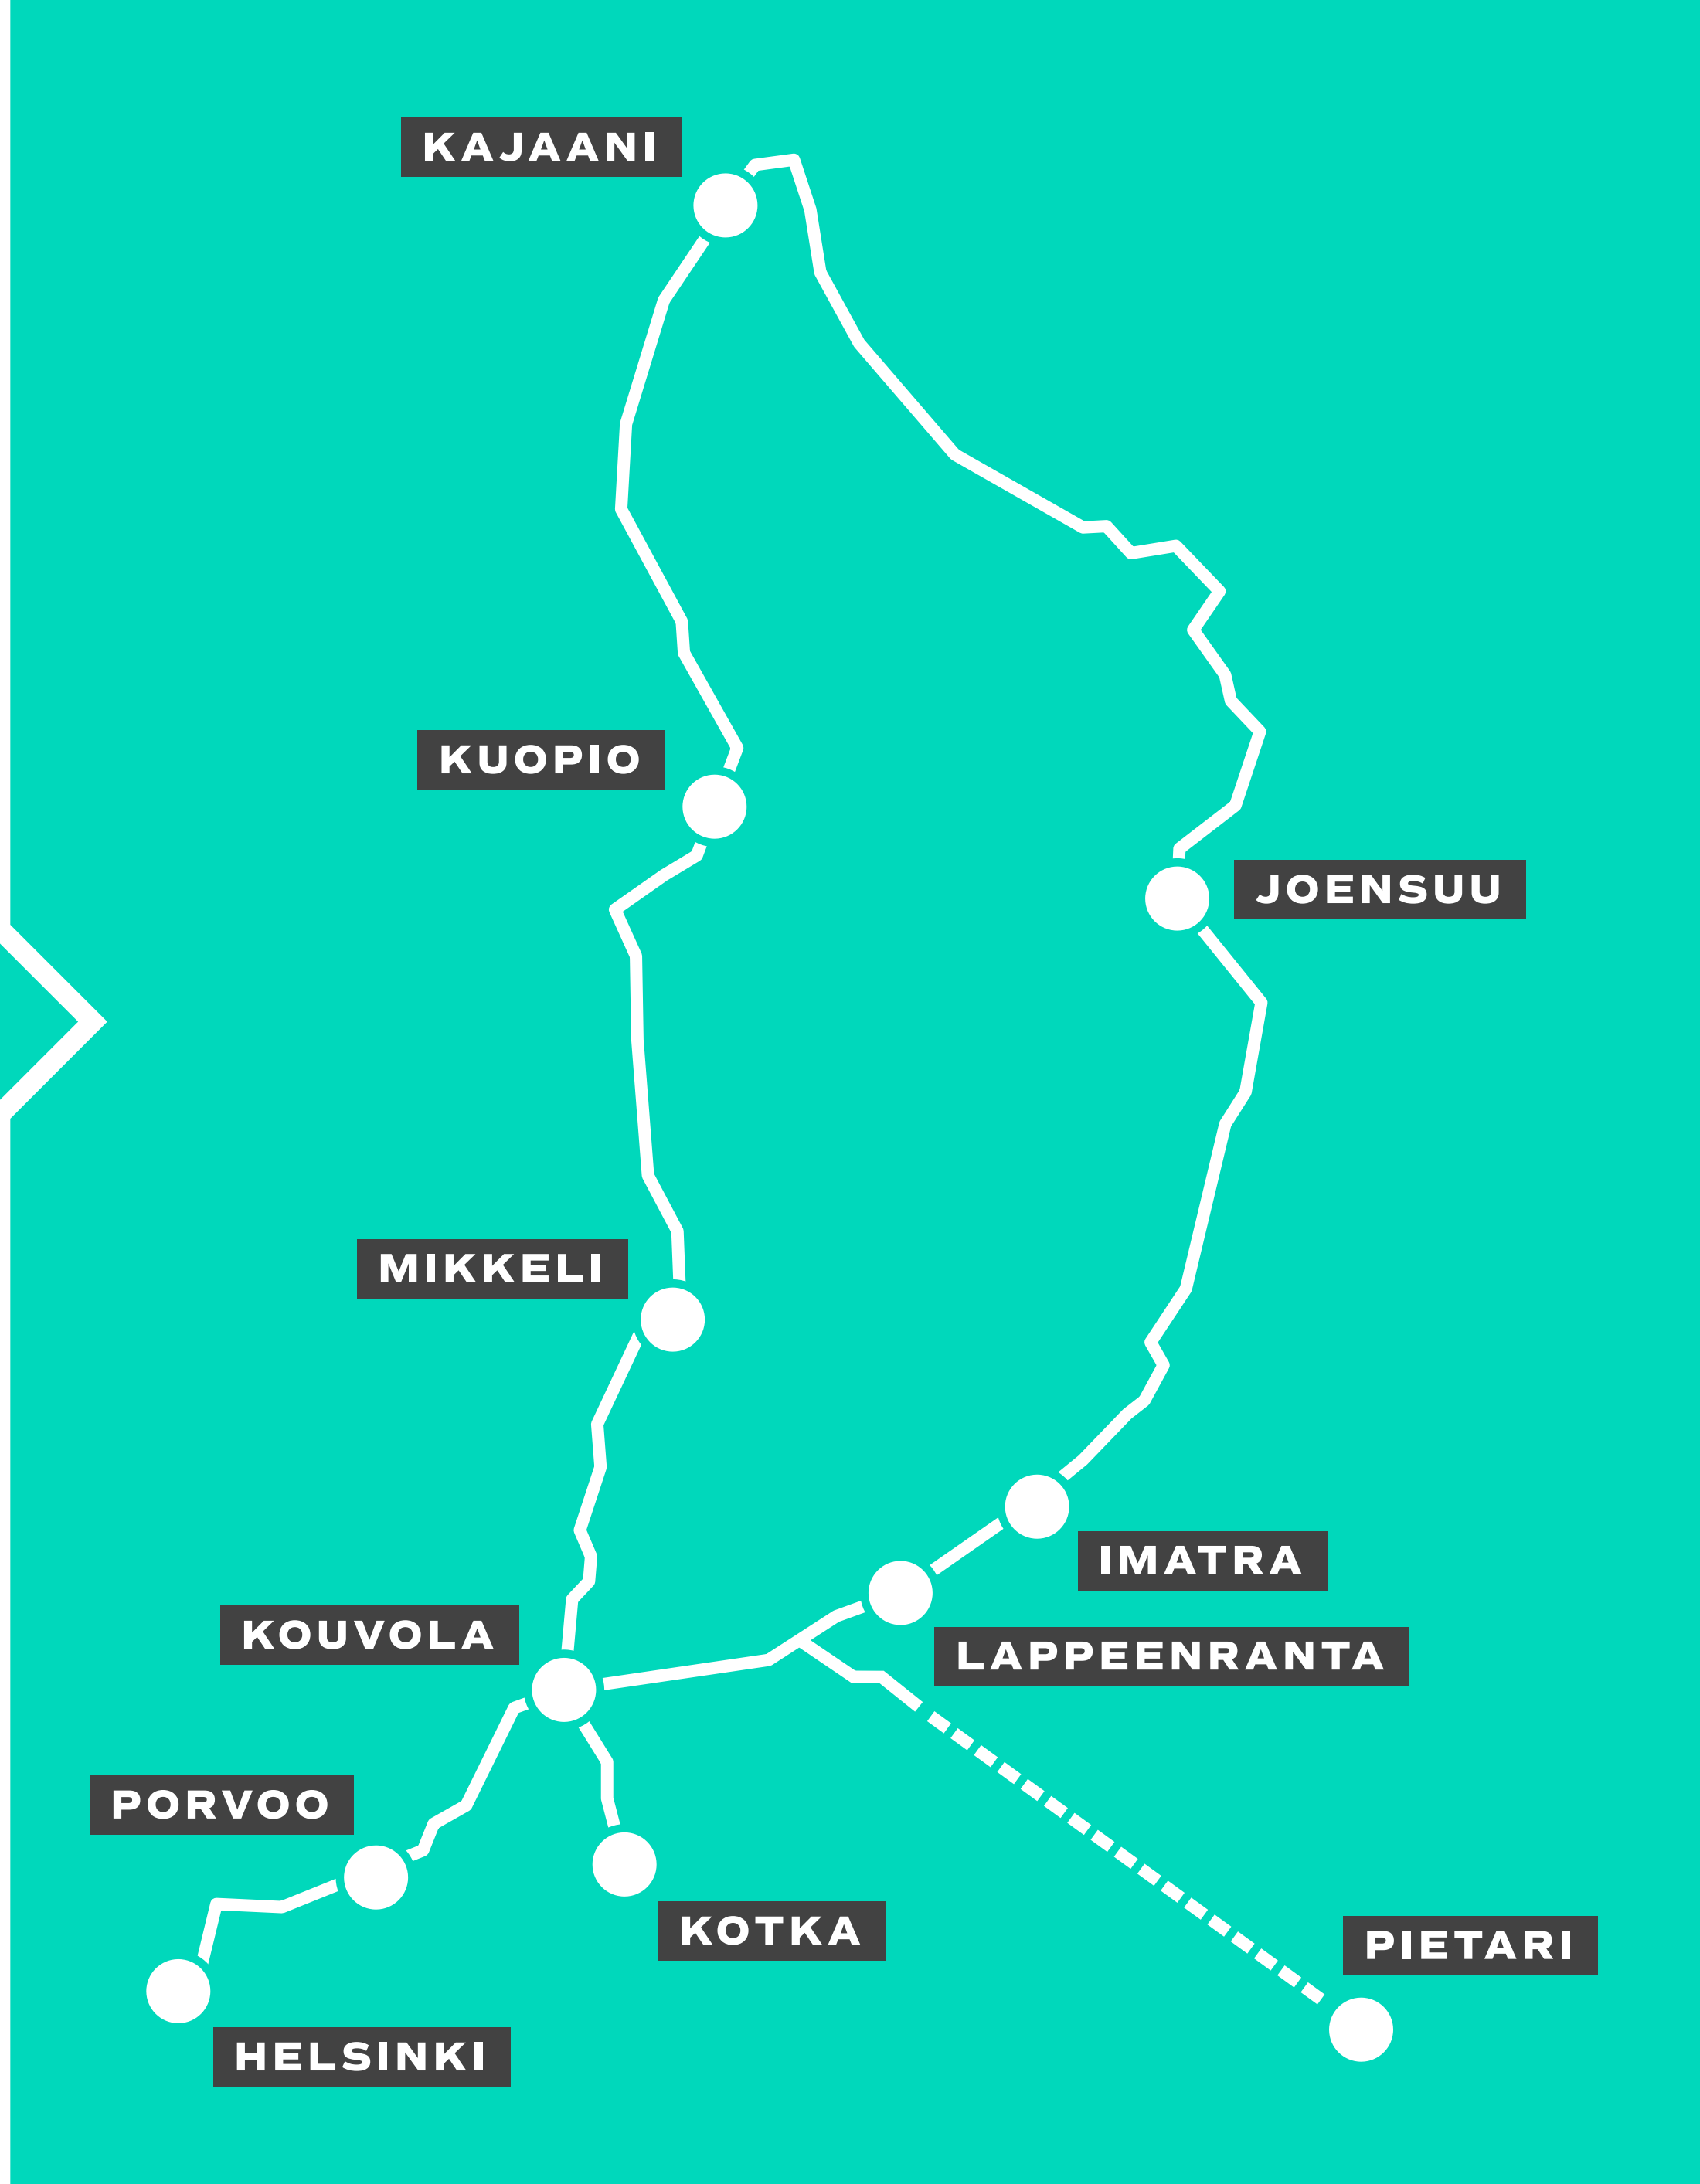 KAJAANI
KUOPIO
JOENSUU
MIKKELI
IMATRA
KOUVOLA
LAPPEENRANTA
PORVOO
KOTKA
PIETARI
HELSINKI